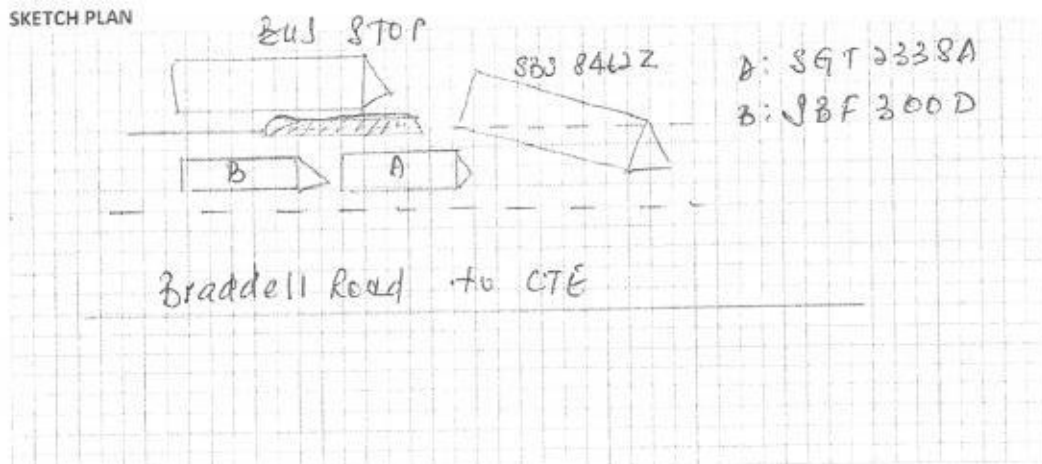 SKETCH PLAN
BUS STOP
SBS 8462Z
A: SGT 2338A
B: SBF 300D
B
A
Braddell Road to CTE